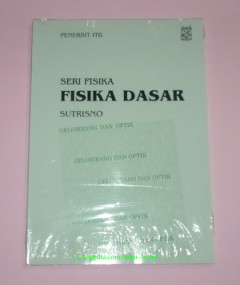 PENERBIT ITB
SERI FISIKA
FISIKA DASAR
SUTRISNO
GELOMBANG DAN OPTIK
GELOMBANG DAN OPTIK
GELOMBANG DAN OPTIK
GELOMBANG DAN OPTIK